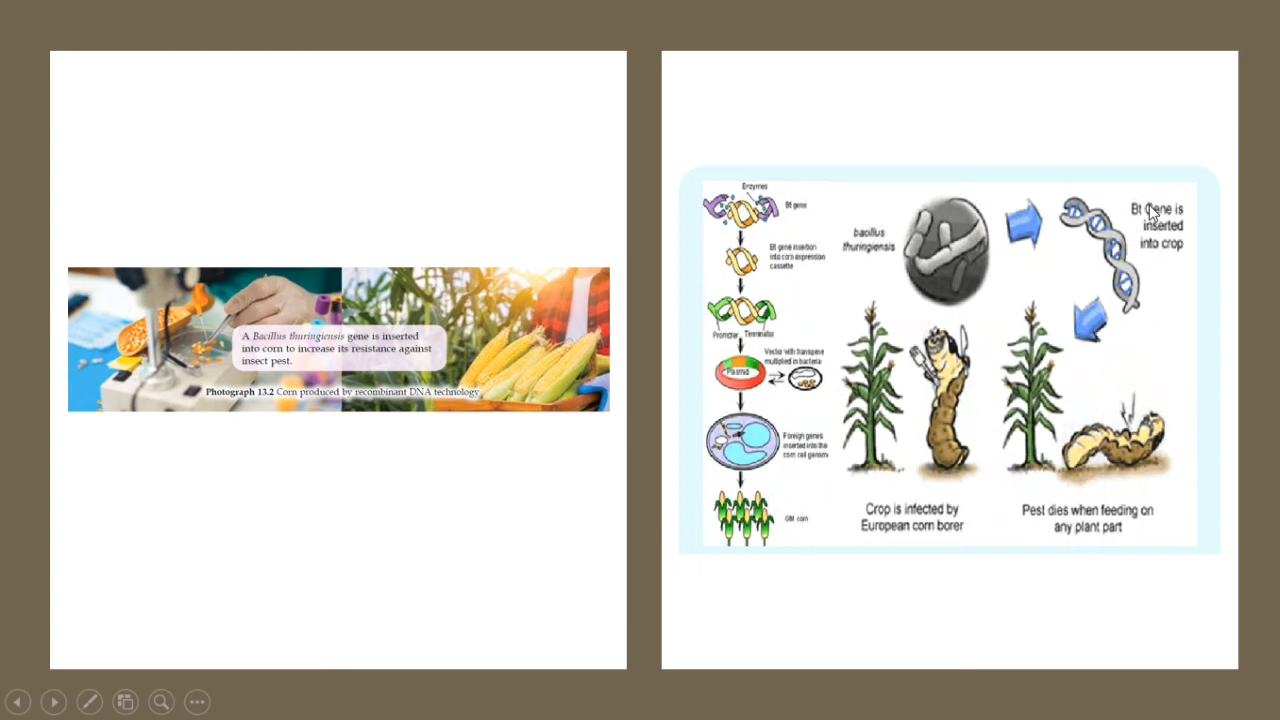 A Bacillus thuringiensis gene is inserted
into corn to increase its resistance against
insect pest.
Photograph 13.2 Corn produced by recombinant DNA technology
Enzymes
Bt gene
Bt gene insertion
into corn expression
cassette
Promoter Terminator
Vector with transgene
multiplied in bacteria
Plasmid
Foreign genes
inserted into the
corn cell genom
GM corn
bacillus
thuringiensis
Bt Gene is
inserted
into crop
Crop is infected by
European corn borer
Pest dies when feeding on
any plant part